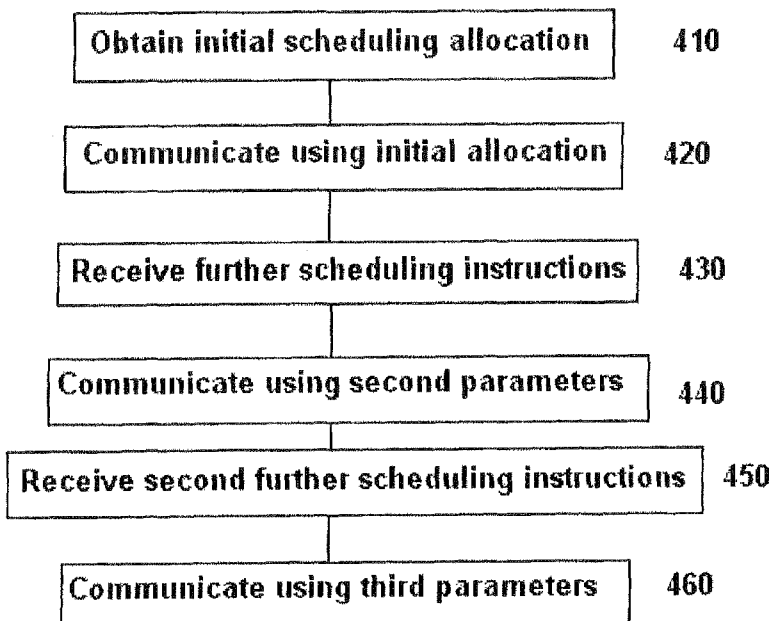 Obtain initial scheduling allocation 410
Communicate using initial allocation 420
Receive further scheduling instructions 430
Communicate using second parameters 440
Receive second further scheduling instructions 450
Communicate using third parameters 460